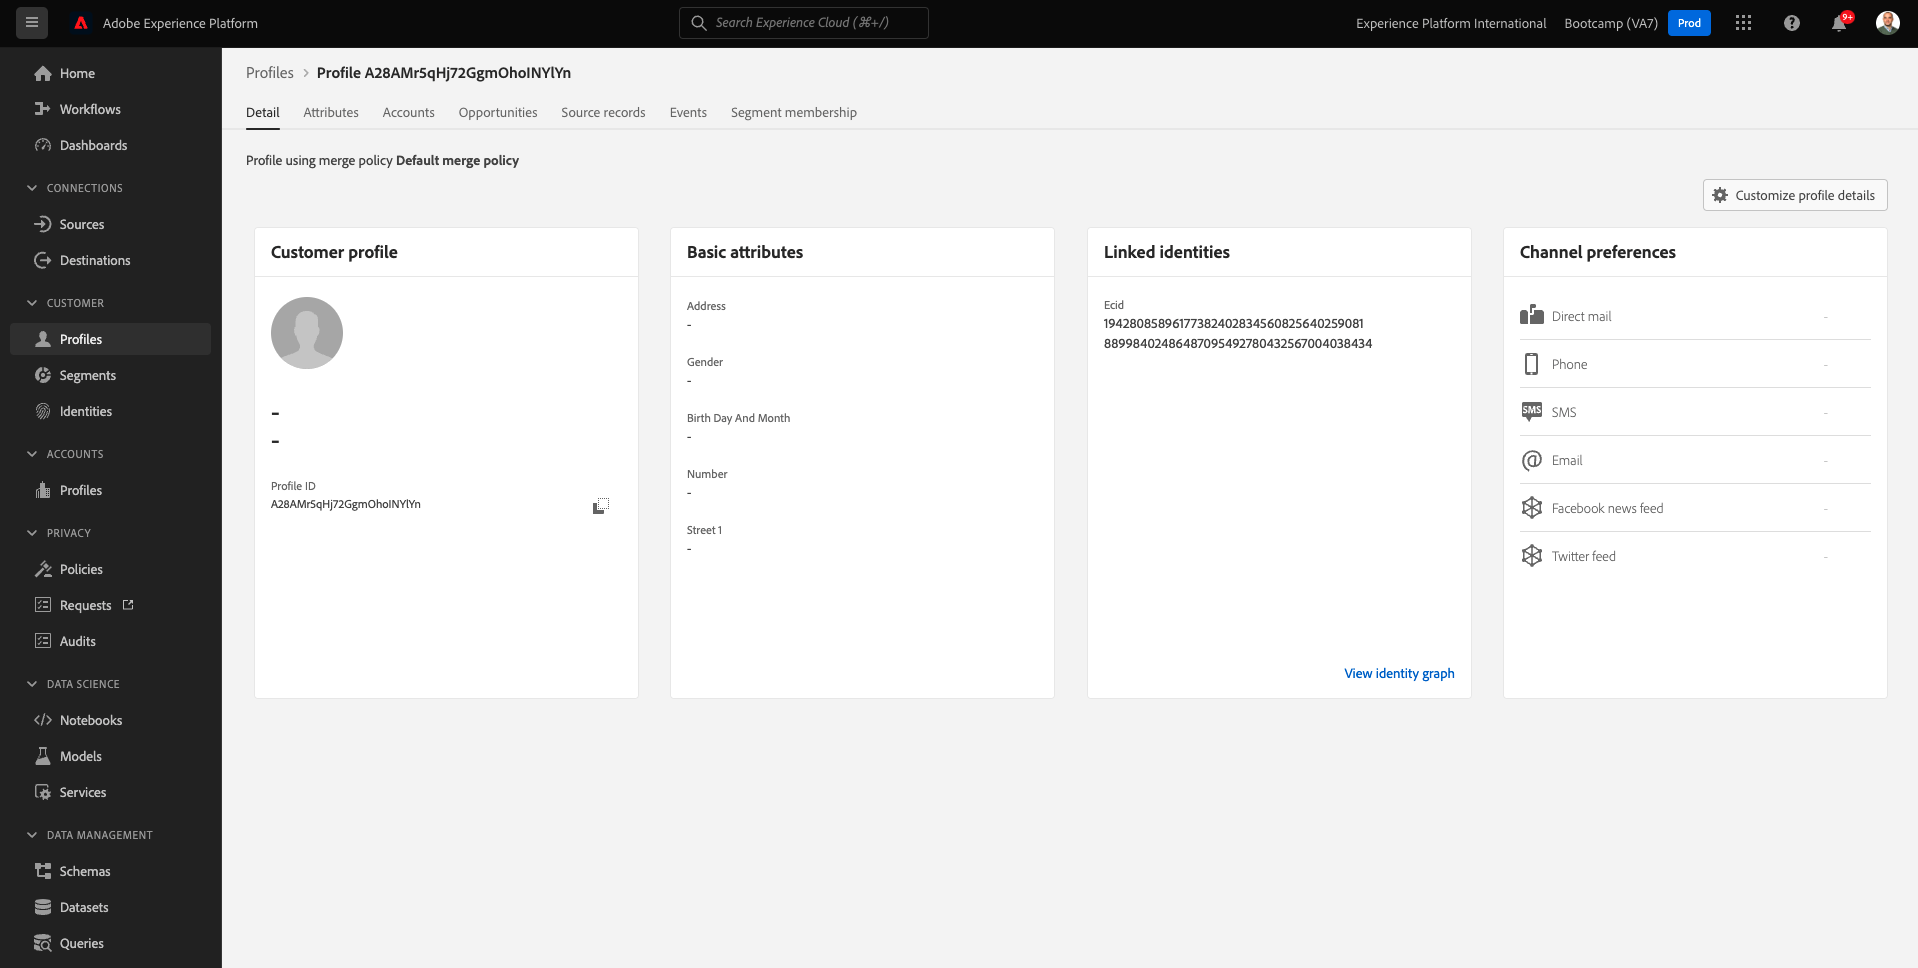 Adobe Experience Platform
Search Experience Cloud (⌘+/)
Experience Platform International
Bootcamp (VA7)
Prod
9+
Home
Workflows
Dashboards
CONNECTIONS
Sources
Destinations
CUSTOMER
Profiles
Segments
Identities
ACCOUNTS
Profiles
PRIVACY
Policies
Requests
Audits
DATA SCIENCE
Notebooks
Models
Services
DATA MANAGEMENT
Schemas
Datasets
Queries
Profiles > Profile A28AMr5qHj72GgmOhoINYlYn
Detail Attributes Accounts Opportunities Source records Events Segment membership
Profile using merge policy Default merge policy
Customize profile details
Customer profile
-
-
Profile ID
A28AMr5qHj72GgmOhoINYlYn
Basic attributes
Address
-
Gender
-
Birth Day And Month
-
Number
-
Street 1
-
Linked identities
Ecid
19428085896177382402834560825640259081
88998402486487095492780432567004038434
View identity graph
Channel preferences
Direct mail -
Phone -
SMS
SMS -
Email -
Facebook news feed -
Twitter feed -